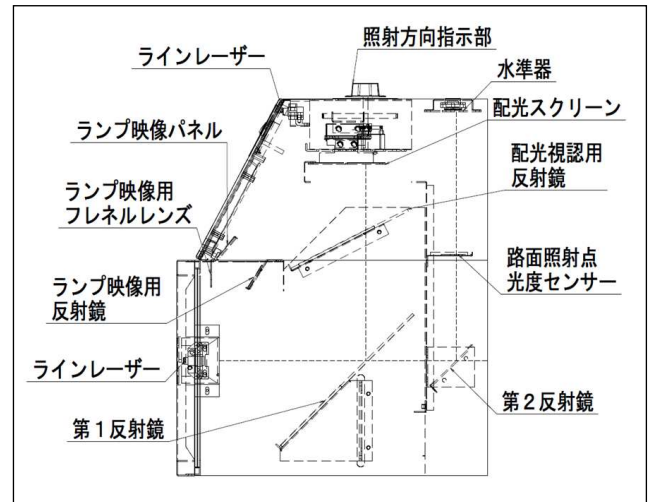 照射方向指示部
ラインレーザー
水準器
配光スクリーン
ランプ映像パネル
配光視認用
反射鏡
ランプ映像用
フレネルレンズ
路面照射点
光度センサー
ランプ映像用
反射鏡
ラインレーザー
第2反射鏡
第1反射鏡